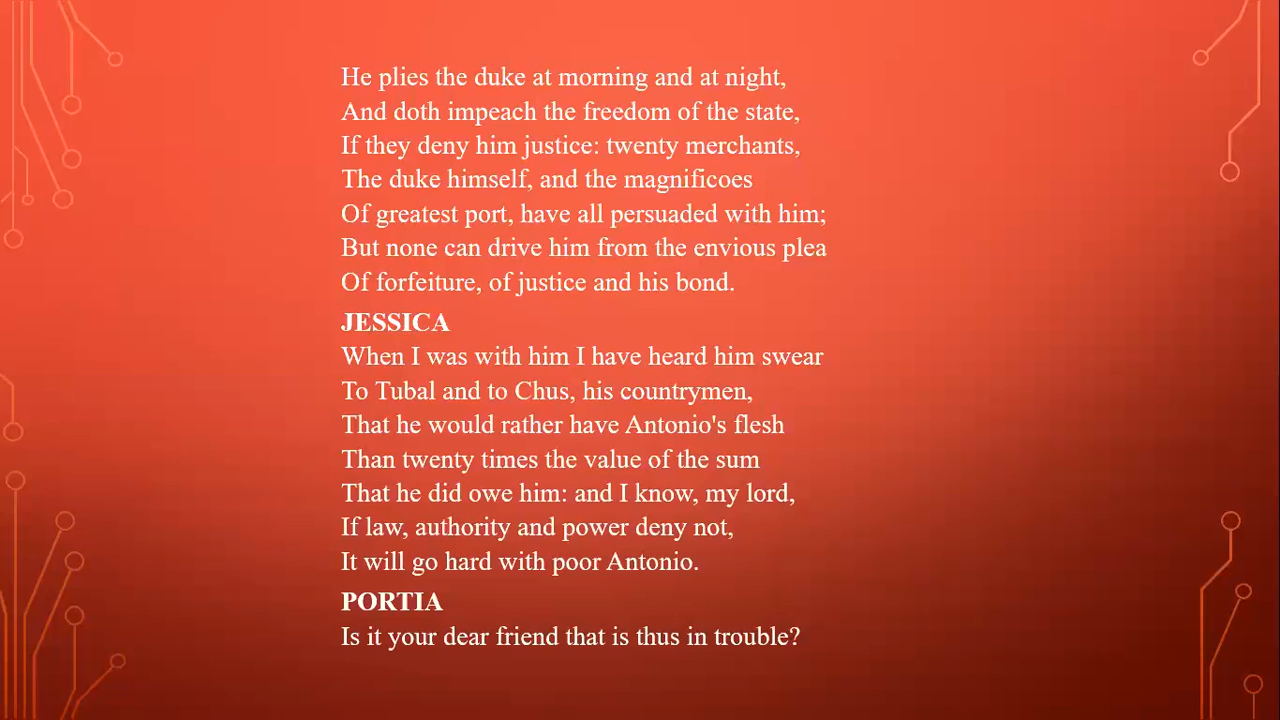 He plies the duke at morning and at night,
And doth impeach the freedom of the state,
If they deny him justice: twenty merchants,
The duke himself, and the magnificoes
Of greatest port, have all persuaded with him;
But none can drive him from the envious plea
Of forfeiture, of justice and his bond.
JESSICA
When I was with him I have heard him swear
To Tubal and to Chus, his countrymen,
That he would rather have Antonio's flesh
Than twenty times the value of the sum
That he did owe him: and I know, my lord,
If law, authority and power deny not,
It will go hard with poor Antonio.
PORTIA
Is it your dear friend that is thus in trouble?